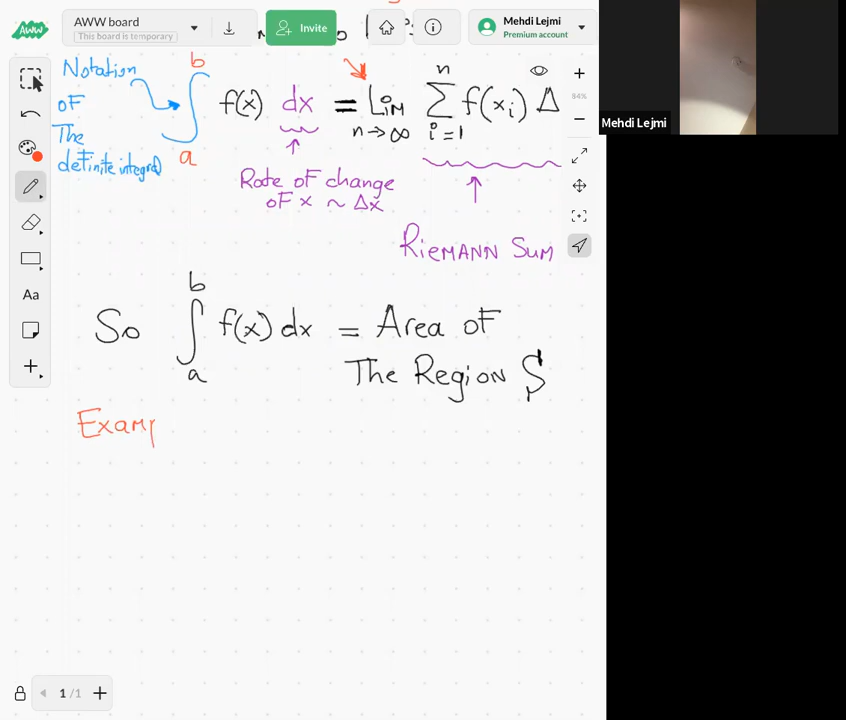 AWW
AWW board
This board is temporary
Invite
Mehdi Lejmi
Premium account
Notation
OF
The
definite integral
b
∫ f(x) dx = Lim ∑ f(xi) Δ
a
n
n → ∞ i = 1
84%
Rate of change
oF x ~ Δx
RIEMANN SUM
b
So ∫ f(x) dx = Area oF
a
The Region S
Examp
Aa
1 / 1
Mehdi Lejmi